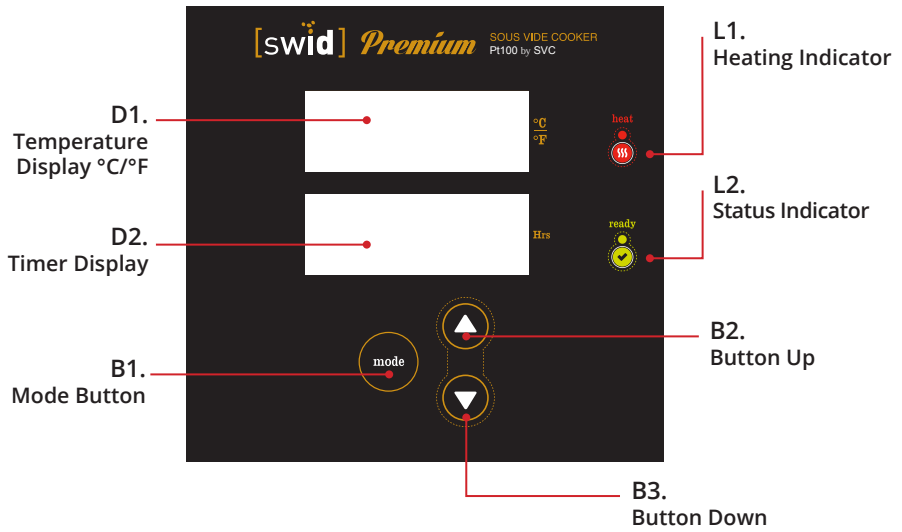 [swid] Premium SOUS VIDE COOKER
Pt100 by SVC
D1.
Temperature
Display °C/°F
°C
°F
heat
L1.
Heating Indicator
D2.
Timer Display
Hrs
ready
L2.
Status Indicator
B1.
Mode Button
mode
B2.
Button Up
B3.
Button Down